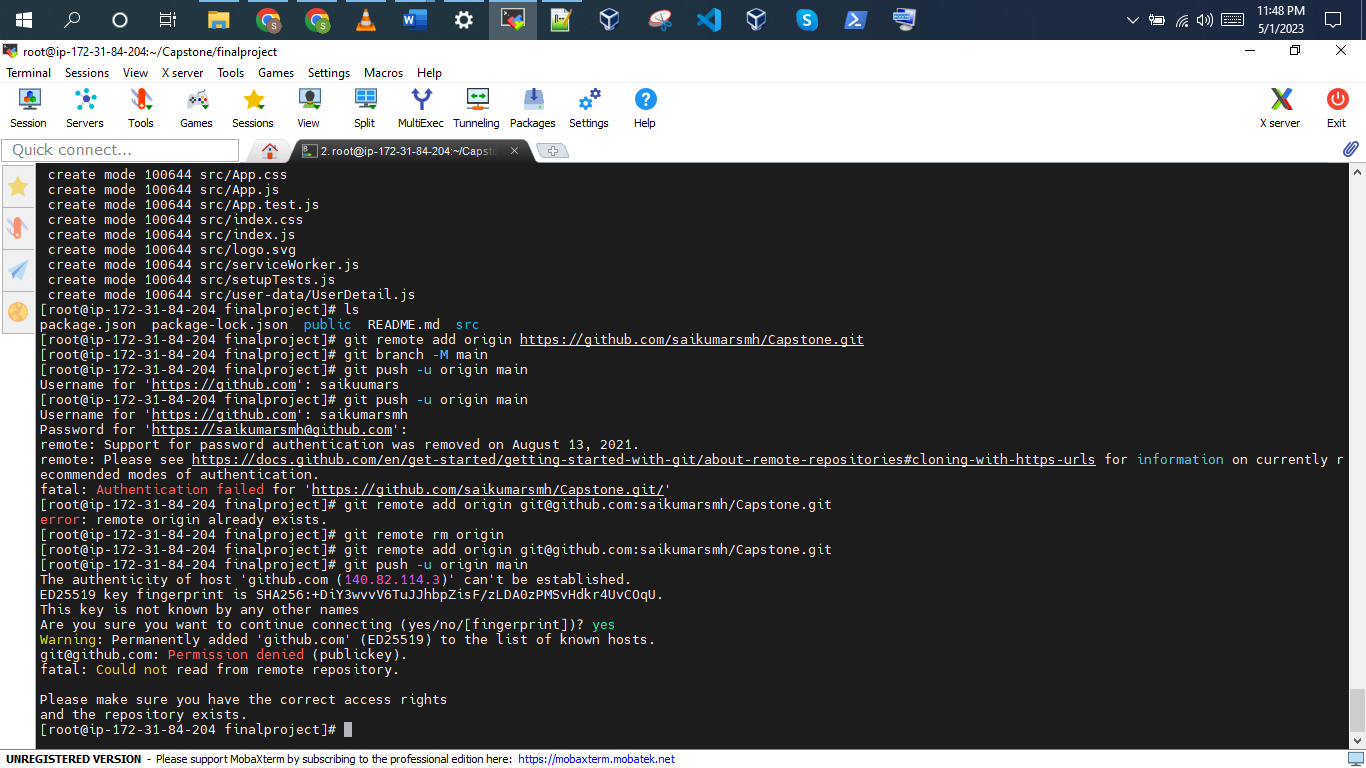 11:48 PM
5/1/2023
root@ip-172-31-84-204:~/Capstone/finalproject
Terminal Sessions View X server Tools Games Settings Macros Help
Session Servers Tools Games Sessions View Split MultiExec Tunneling Packages Settings Help X server Exit
Quick connect...
2. root@ip-172-31-84-204:~/Capsto
create mode 100644 src/App.css
create mode 100644 src/App.js
create mode 100644 src/App.test.js
create mode 100644 src/index.css
create mode 100644 src/index.js
create mode 100644 src/logo.svg
create mode 100644 src/serviceWorker.js
create mode 100644 src/setupTests.js
create mode 100644 src/user-data/UserDetail.js
[root@ip-172-31-84-204 finalproject]# ls
package.json package-lock.json public README.md src
[root@ip-172-31-84-204 finalproject]# git remote add origin https://github.com/saikumarsmh/Capstone.git
[root@ip-172-31-84-204 finalproject]# git branch -M main
[root@ip-172-31-84-204 finalproject]# git push -u origin main
Username for 'https://github.com': saikuumars
[root@ip-172-31-84-204 finalproject]# git push -u origin main
Username for 'https://github.com': saikumarsmh
Password for 'https://saikumarsmh@github.com':
remote: Support for password authentication was removed on August 13, 2021.
remote: Please see https://docs.github.com/en/get-started/getting-started-with-git/about-remote-repositories#cloning-with-https-urls for information on currently r
ecommended modes of authentication.
fatal: Authentication failed for 'https://github.com/saikumarsmh/Capstone.git/'
[root@ip-172-31-84-204 finalproject]# git remote add origin git@github.com:saikumarsmh/Capstone.git
error: remote origin already exists.
[root@ip-172-31-84-204 finalproject]# git remote rm origin
[root@ip-172-31-84-204 finalproject]# git remote add origin git@github.com:saikumarsmh/Capstone.git
[root@ip-172-31-84-204 finalproject]# git push -u origin main
The authenticity of host 'github.com (140.82.114.3)' can't be established.
ED25519 key fingerprint is SHA256:+DiY3wvvV6TuJJhbpZisF/zLDA0zPMSvHdkr4UvCOqU.
This key is not known by any other names
Are you sure you want to continue connecting (yes/no/[fingerprint])? yes
Warning: Permanently added 'github.com' (ED25519) to the list of known hosts.
git@github.com: Permission denied (publickey).
fatal: Could not read from remote repository.
Please make sure you have the correct access rights
and the repository exists.
[root@ip-172-31-84-204 finalproject]#
UNREGISTERED VERSION - Please support MobaXterm by subscribing to the professional edition here: https://mobaxterm.mobatek.net